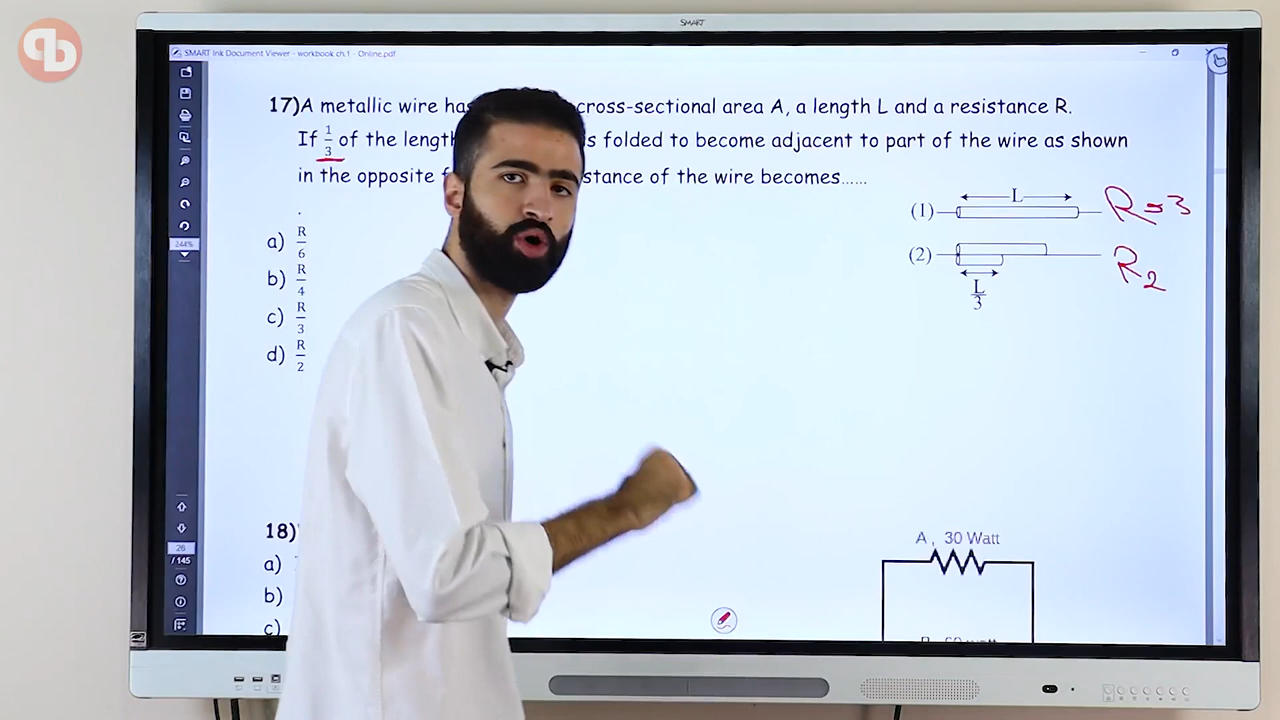 SMART
SMART Ink Document Viewer - workbook ch.1 - Online.pdf
17)A metallic wire has cross-sectional area A, a length L and a resistance R.
If 1/3 of the length is folded to become adjacent to part of the wire as shown
in the opposite of the wire becomes......
a) R/6
b) R/4
c) R/3
d) R/2
(1) L R=3
(2) R2
L/3
244%
18)
a)
b)
c)
26
/ 145
A , 30 Watt
pb